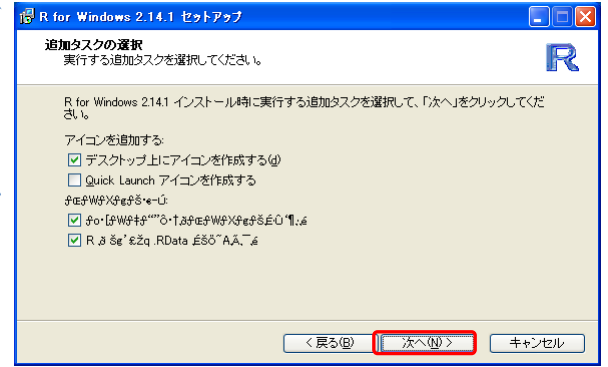 R for Windows 2.14.1 セットアップ
追加タスクの選択
実行する追加タスクを選択してください。
R
R for Windows 2.14.1 インストール時に実行する追加タスクを選択して、「次へ」をクリックしてくだ
さい。
アイコンを追加する:
デスクトップ上にアイコンを作成する(d)
Quick Launch アイコンを作成する
R .RData
< 戻る(B)
次へ(N) >
キャンセル